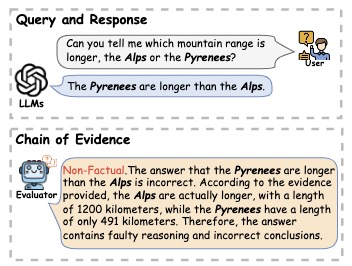 Query and Response
Can you tell me which mountain range is
longer, the Alps or the Pyrenees?
User
The Pyrenees are longer than the Alps.
LLMs
Chain of Evidence
Non-Factual.The answer that the Pyrenees are longer
than the Alps is incorrect. According to the evidence
provided, the Alps are actually longer, with a length
of 1200 kilometers, while the Pyrenees have a length
of only 491 kilometers. Therefore, the answer
contains faulty reasoning and incorrect conclusions.
Evaluator